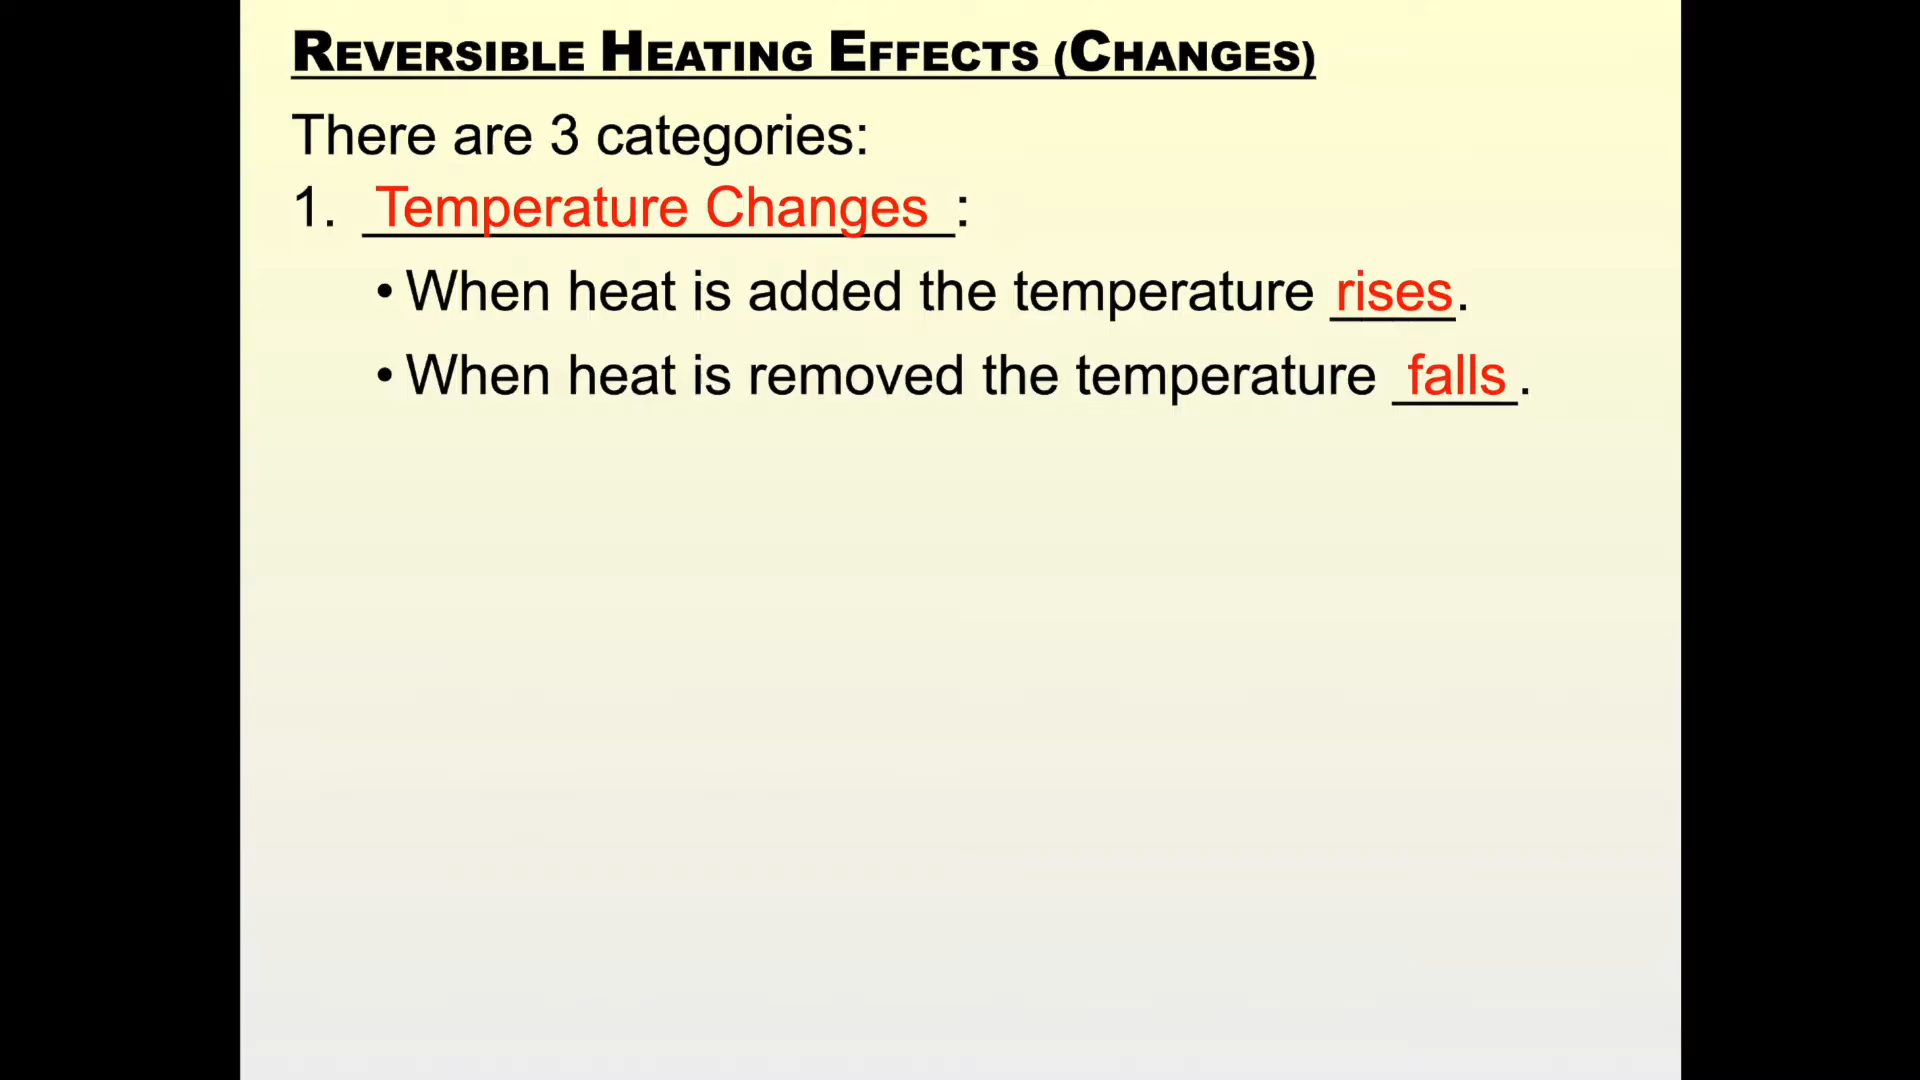 REVERSIBLE HEATING EFFECTS (CHANGES)
There are 3 categories:
1. Temperature Changes :
• When heat is added the temperature rises.
• When heat is removed the temperature falls.